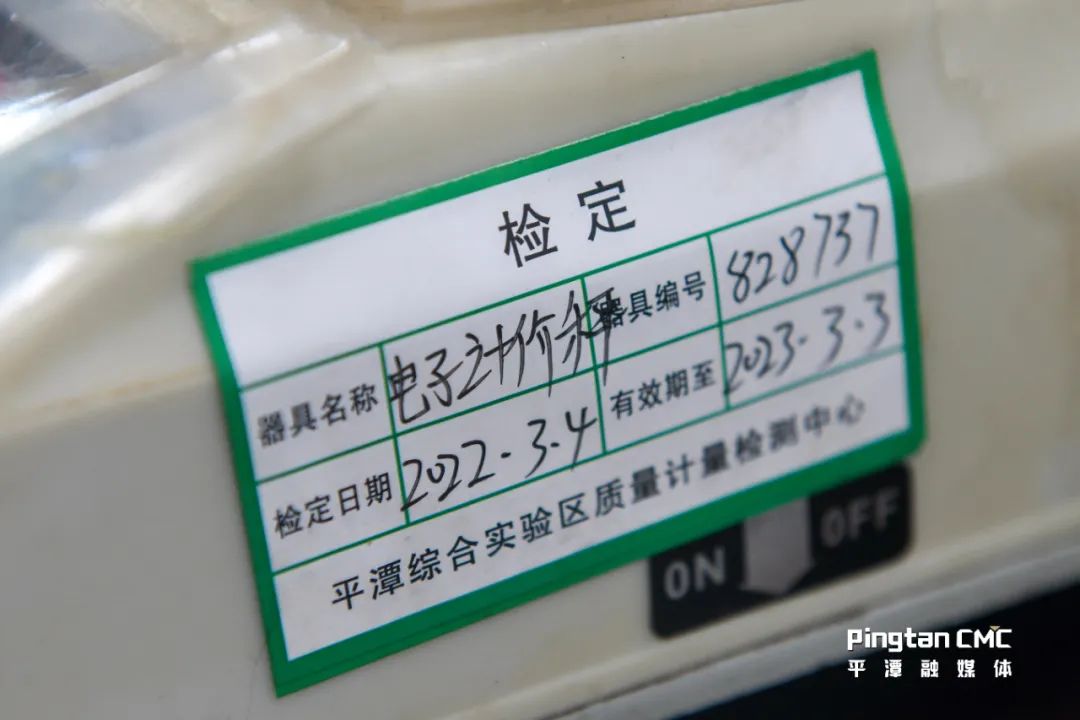 检定
器具名称 电子计价秤 器具编号 828737
检定日期 2022.3.4 有效期至 2023.3.3
平潭综合实验区质量计量检测中心
ON OFF
Pingtan CMC
平潭融媒体